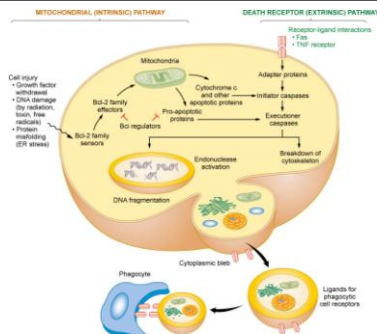 MITOCHONDRIAL (INTRINSIC) PATHWAY
DEATH RECEPTOR (EXTRINSIC) PATHWAY
Receptor-ligand interactions
• Fas
• TNF receptor
Mitochondria
Adapter proteins
Cell injury
• Growth factor
withdrawal
• DNA damage
(by radiation,
toxin, free
radicals)
• Protein
misfolding
(ER stress)
Bcl-2 family
effectors
Cytochrome c
and other
apoptotic proteins
Initiator caspases
Pro-apoptotic
proteins
Bcl-2 family
sensors
Bcl regulators
Executioner
caspases
Endonuclease
activation
Breakdown of
cytoskeleton
DNA fragmentation
Cytoplasmic bleb
Phagocyte
Ligands for
phagocytic
cell receptors